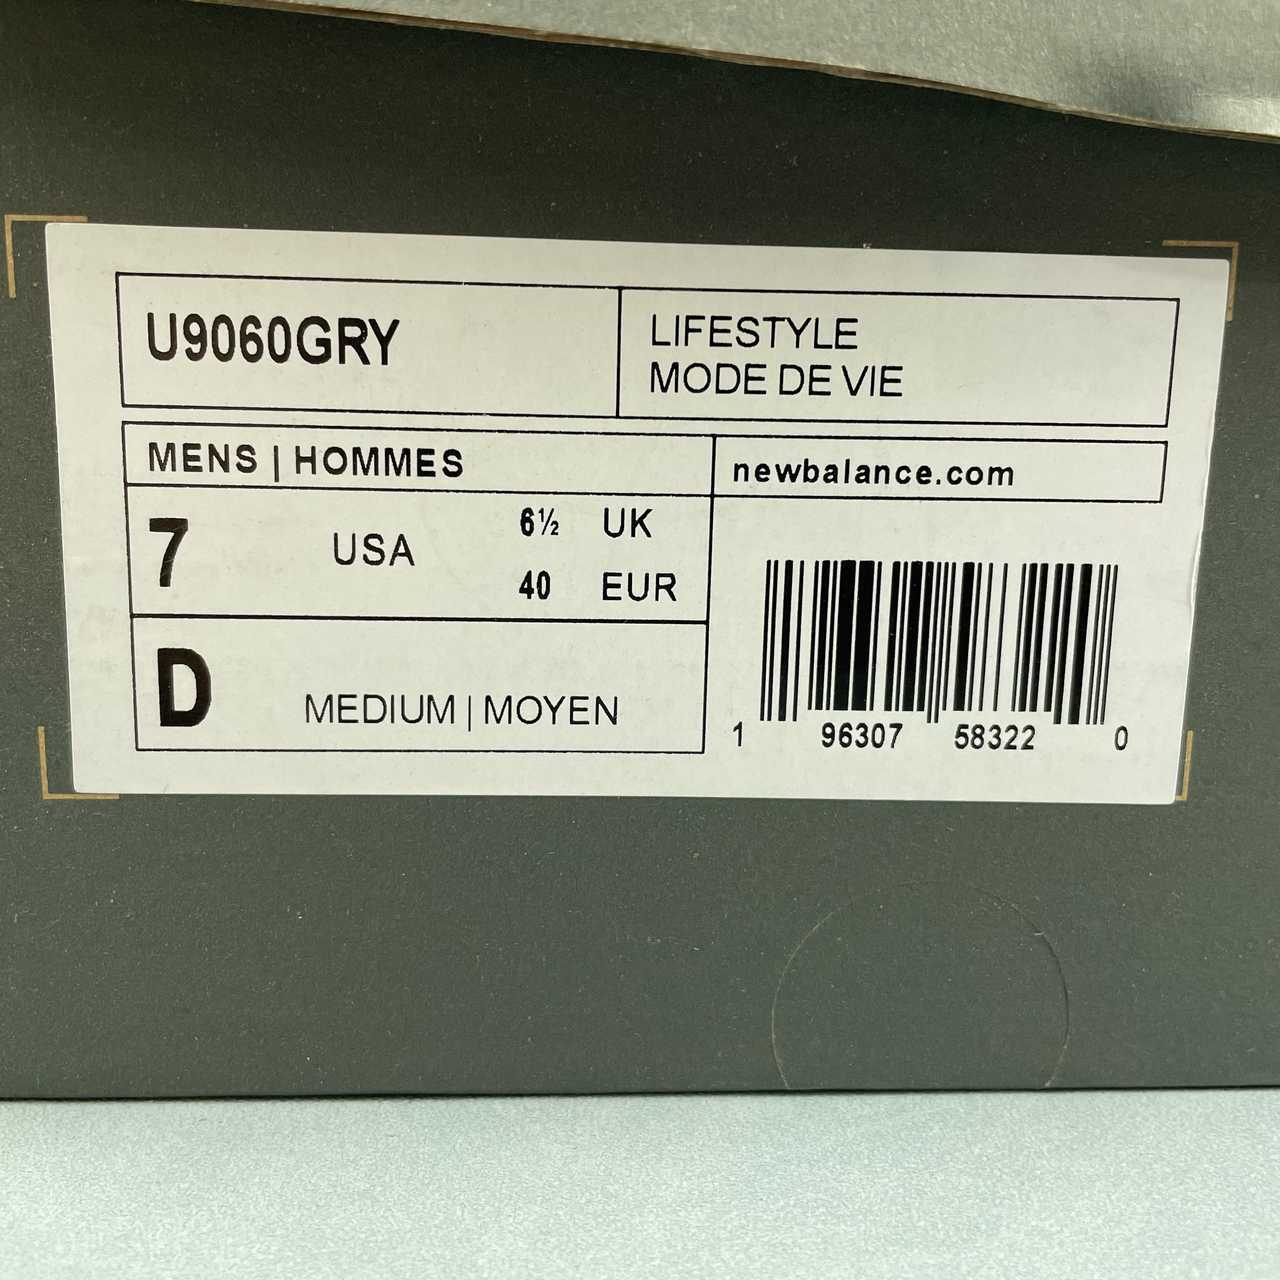 U9060GRY
LIFESTYLE
MODE DE VIE
MENS | HOMMES
newbalance.com
7 USA
6½ UK
40 EUR
D MEDIUM | MOYEN
1 96307 58322 0